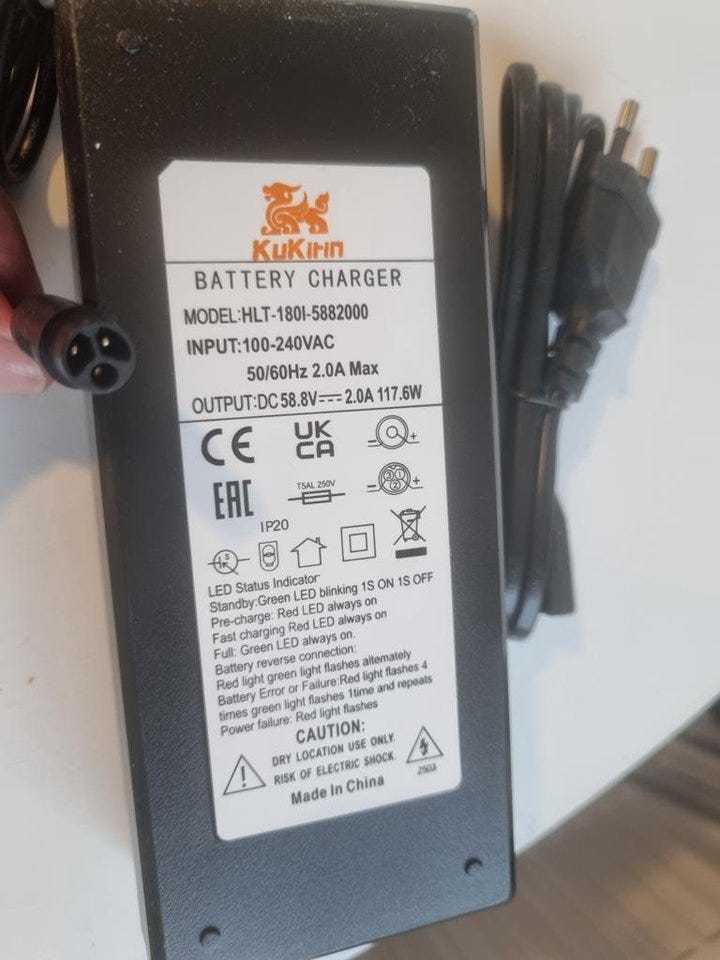 KuKirin
BATTERY CHARGER
MODEL:HLT-180I-5882000
INPUT:100-240VAC
50/60Hz 2.0A Max
OUTPUT:DC 58.8V⎓2.0A 117.6W
CE UK CA
- +
EAC T5AL 250V - 3 1 2 +
IP20
S
LED Status Indicator
Standby:Green LED blinking 1S ON 1S OFF
Pre-charge: Red LED always on
Fast charging Red LED always on
Full: Green LED always on.
Battery reverse connection:
Red light green light flashes altemately
Battery Error or Failure:Red light flashes 4
times green light flashes 1time and repeats
Power failure: Red light flashes
CAUTION:
DRY LOCATION USE ONLY.
RISK OF ELECTRIC SHOCK.
Made In China